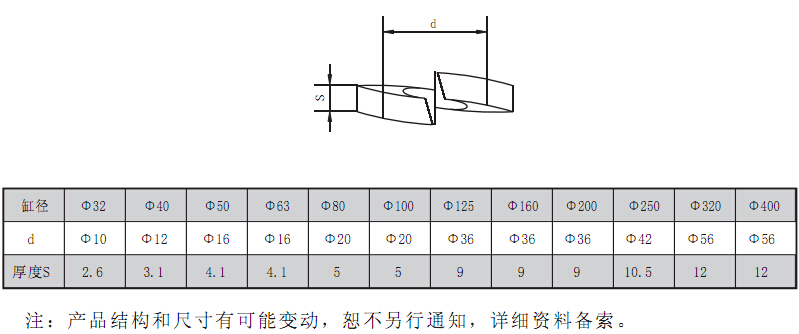 d
S
缸径 Φ32 Φ40 Φ50 Φ63 Φ80 Φ100 Φ125 Φ160 Φ200 Φ250 Φ320 Φ400
d Φ10 Φ12 Φ16 Φ16 Φ20 Φ20 Φ36 Φ36 Φ36 Φ42 Φ56 Φ56
厚度S 2.6 3.1 4.1 4.1 5 5 9 9 9 10.5 12 12
注：产品结构和尺寸有可能变动，恕不另行通知，详细资料备索。